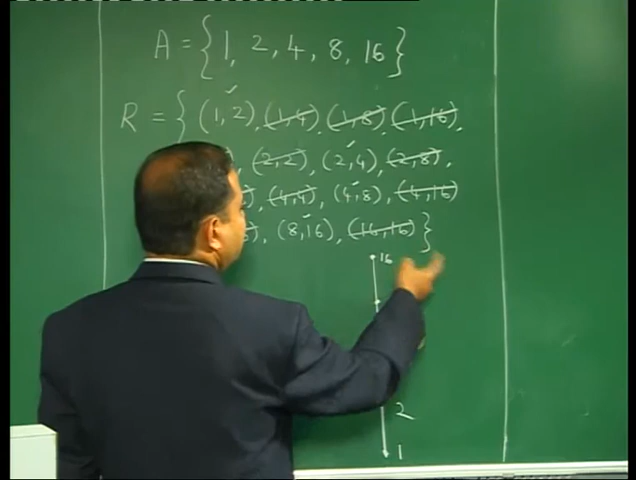 A = {1, 2, 4, 8, 16}
R = { (1,2), (1,4), (1,8), (1,16),
(2,2), (2,4), (2,8),
(4,4), (4,8), (4,16)
, (8,16), (16,16) }
16
2
1